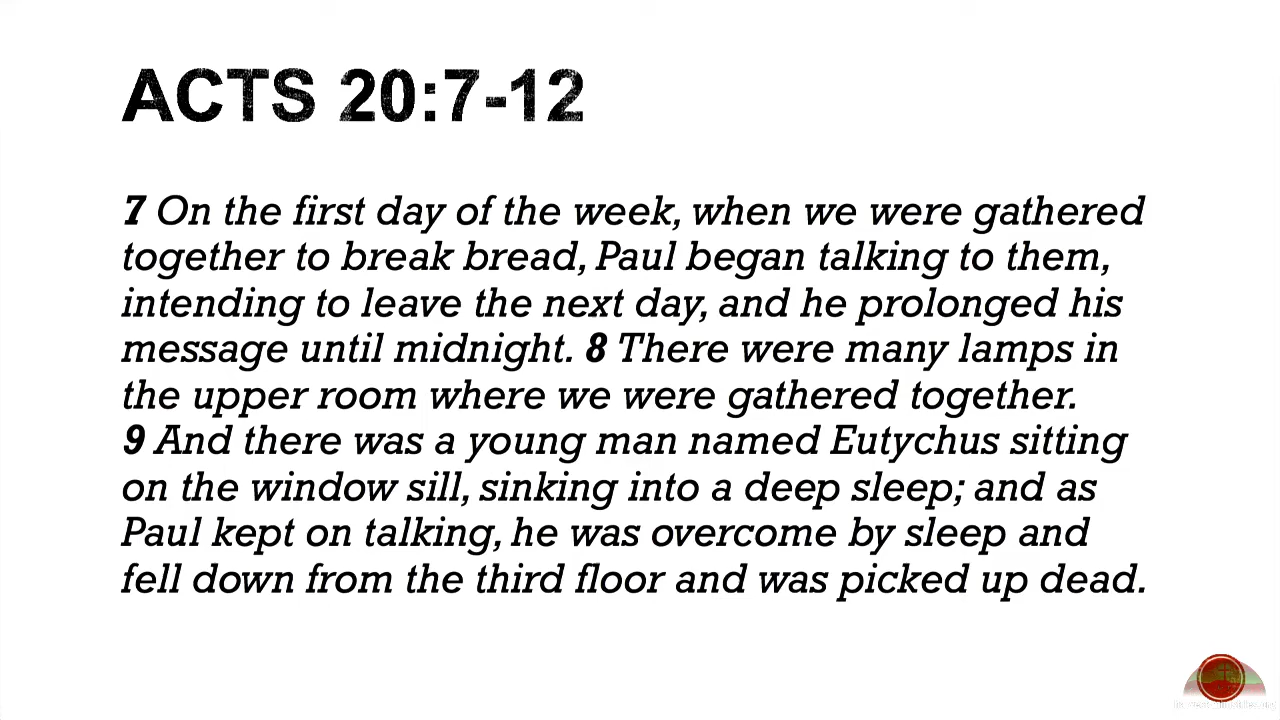 ACTS 20:7-12
7 On the first day of the week, when we were gathered
together to break bread, Paul began talking to them,
intending to leave the next day, and he prolonged his
message until midnight. 8 There were many lamps in
the upper room where we were gathered together.
9 And there was a young man named Eutychus sitting
on the window sill, sinking into a deep sleep; and as
Paul kept on talking, he was overcome by sleep and
fell down from the third floor and was picked up dead.